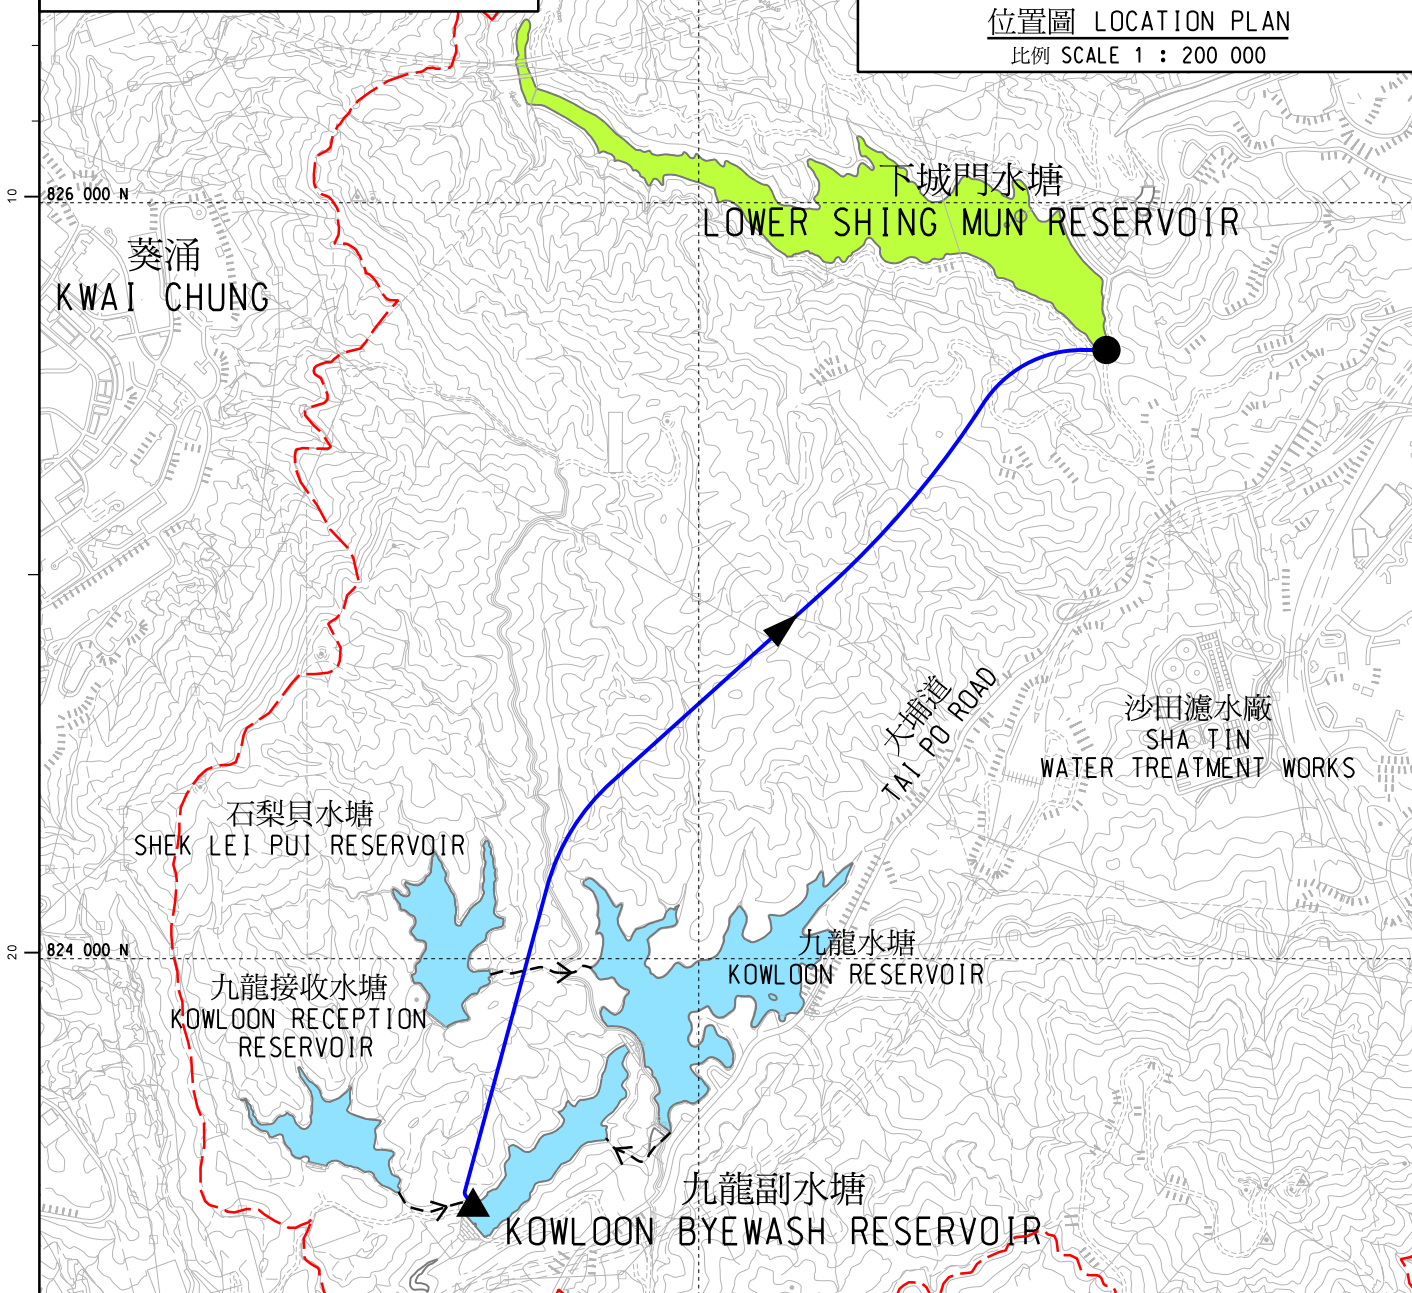 位置圖 LOCATION PLAN
比例 SCALE 1 : 200 000
10
826 000 N
下城門水塘
LOWER SHING MUN RESERVOIR
葵涌
KWAI CHUNG
大埔道
TAI PO ROAD
沙田濾水廠
SHA TIN
WATER TREATMENT WORKS
石梨貝水塘
SHEK LEI PUI RESERVOIR
20
824 000 N
九龍水塘
KOWLOON RESERVOIR
九龍接收水塘
KOWLOON RECEPTION
RESERVOIR
九龍副水塘
KOWLOON BYEWASH RESERVOIR